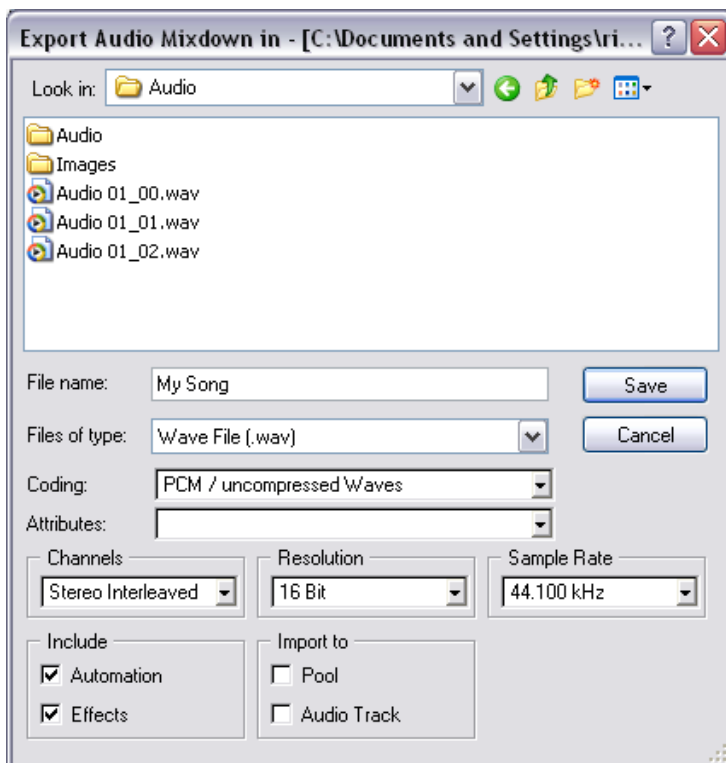 Export Audio Mixdown in - [C:\Documents and Settings\ri...
Look in: Audio
Audio
Images
Audio 01_00.wav
Audio 01_01.wav
Audio 01_02.wav
File name: My Song Save
Files of type: Wave File (.wav) Cancel
Coding: PCM / uncompressed Waves
Attributes:
Channels Resolution Sample Rate
Stereo Interleaved 16 Bit 44.100 kHz
Include Import to
Automation Pool
Effects Audio Track